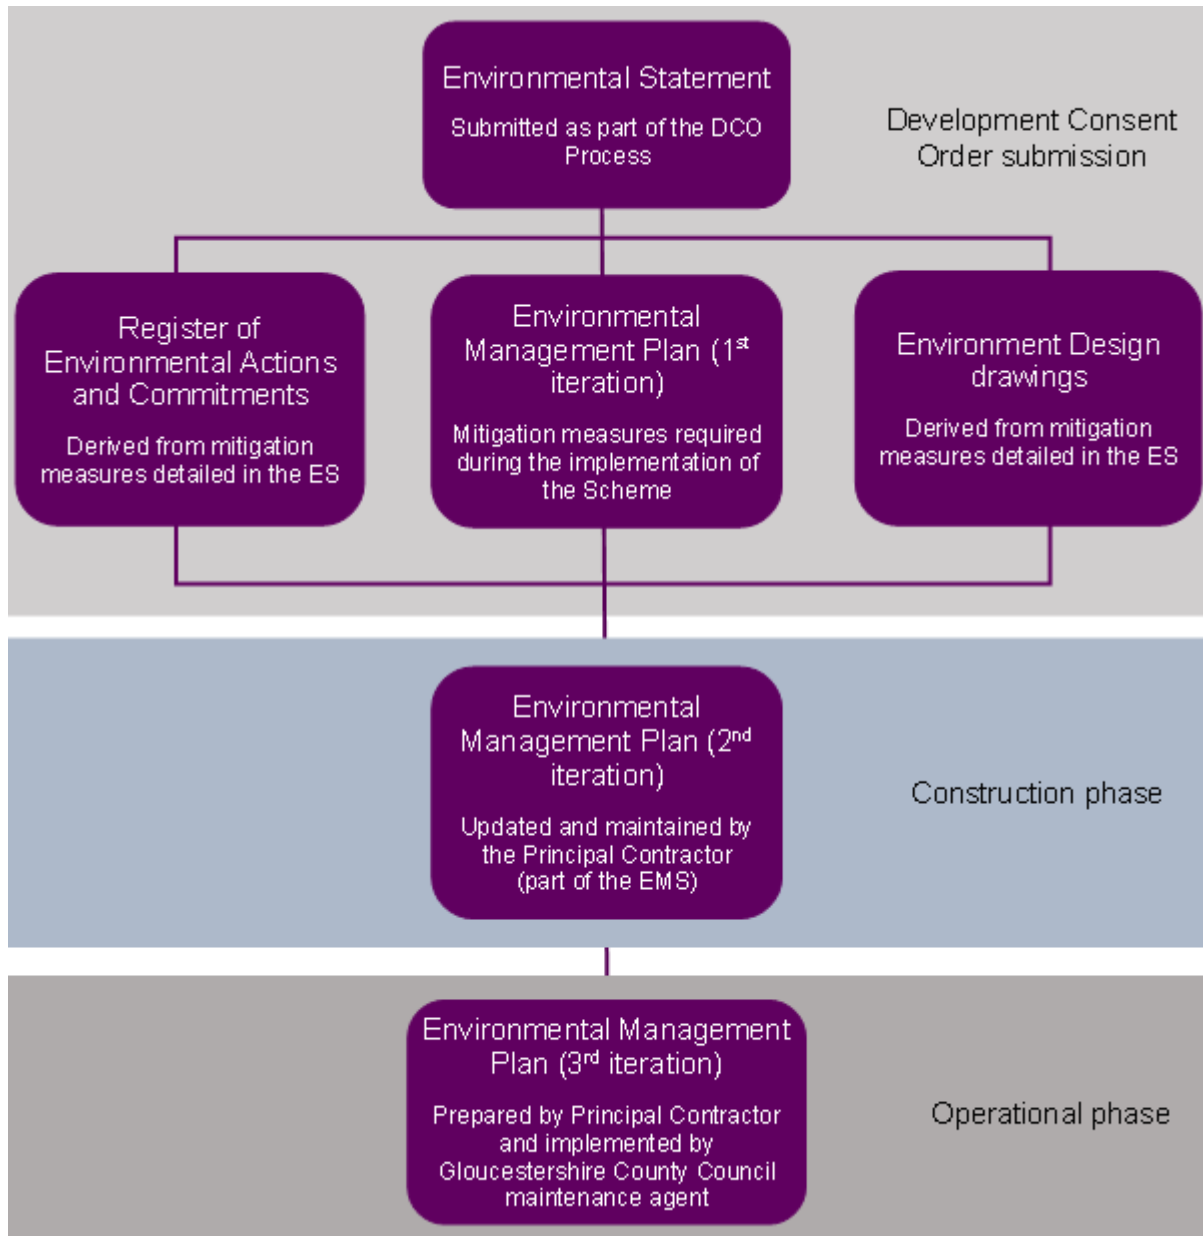 Environmental Statement
Submitted as part of the DCO
Process
Development Consent
Order submission
Register of
Environmental Actions
and Commitments
Derived from mitigation
measures detailed in the ES
Environmental
Management Plan (1st
iteration)
Mitigation measures required
during the implementation of
the Scheme
Environment Design
drawings
Derived from mitigation
measures detailed in the ES
Environmental
Management Plan (2nd
iteration)
Updated and maintained by
the Principal Contractor
(part of the EMS)
Construction phase
Environmental Management
Plan (3rd iteration)
Prepared by Principal Contractor
and implemented by
Gloucestershire County Council
maintenance agent
Operational phase